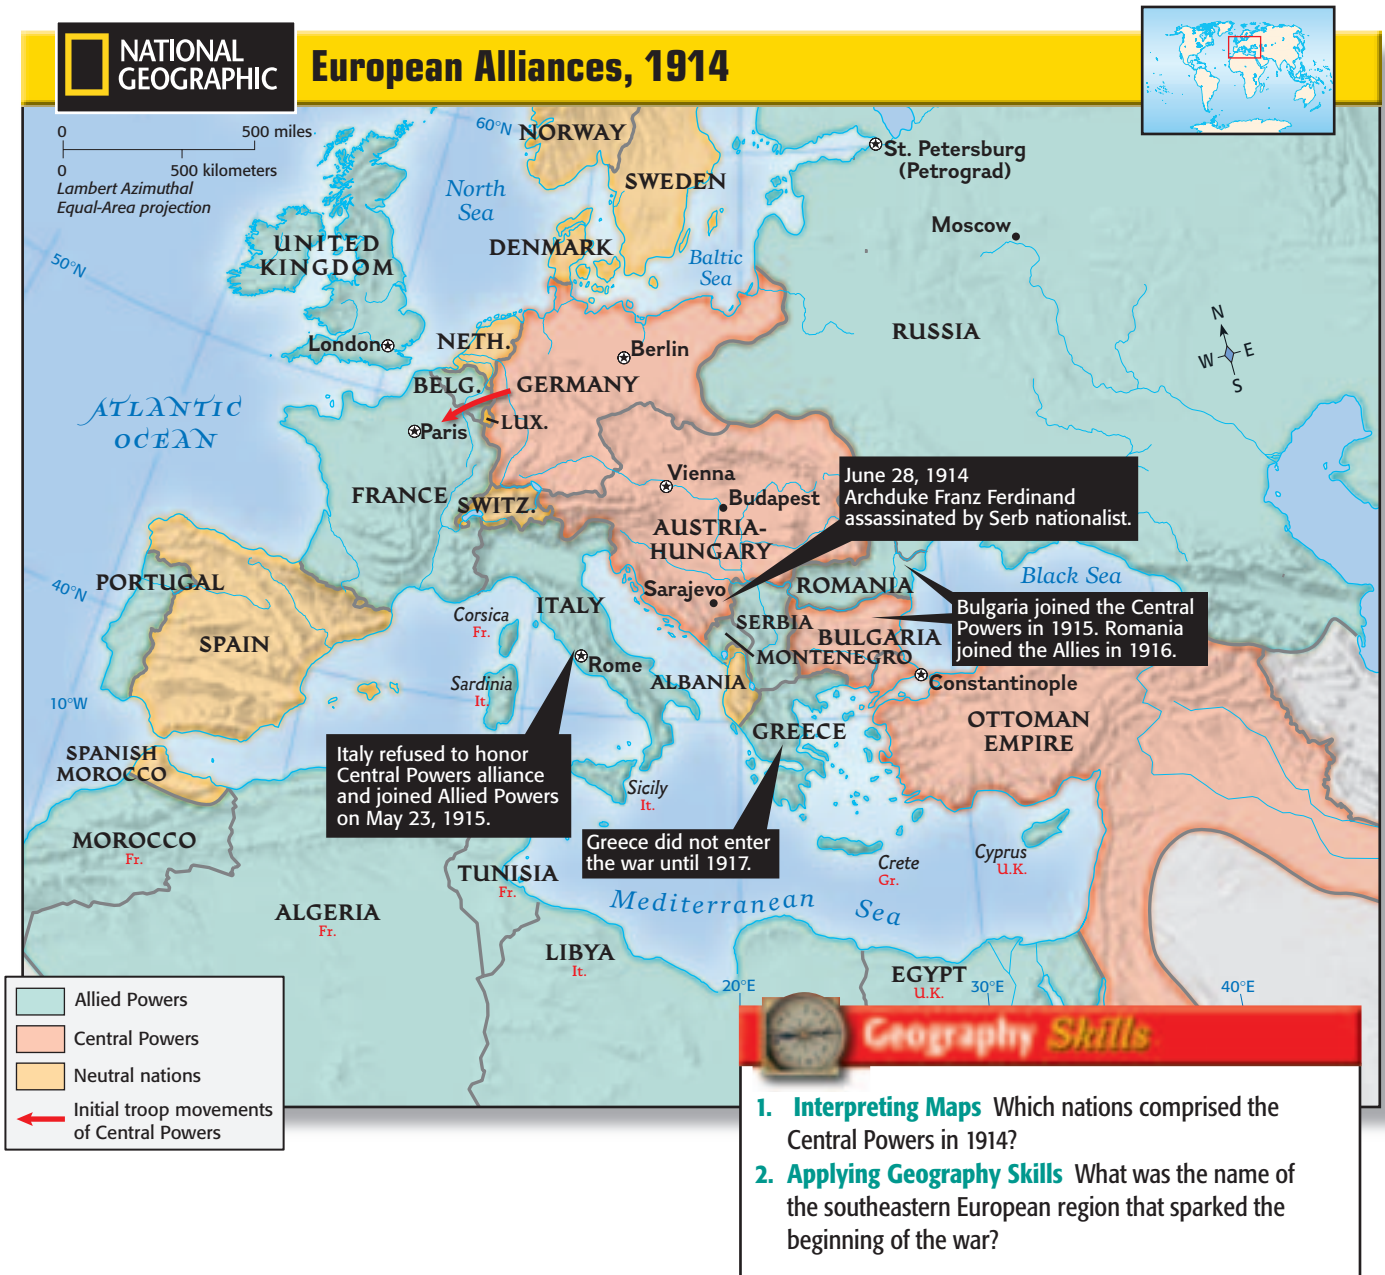 NATIONAL
GEOGRAPHIC
European Alliances, 1914
0 500 miles
0 500 kilometers
Lambert Azimuthal
Equal-Area projection
60°N
50°N
40°N
10°W
20°E
30°E
40°E
NORWAY
SWEDEN
St. Petersburg
(Petrograd)
Moscow
North
Sea
DENMARK
Baltic
Sea
UNITED
KINGDOM
London
NETH.
Berlin
RUSSIA
N
W E
S
BELG.
GERMANY
ATLANTIC
OCEAN
Paris
LUX.
FRANCE
SWITZ.
Vienna
Budapest
AUSTRIA-
HUNGARY
June 28, 1914
Archduke Franz Ferdinand
assassinated by Serb nationalist.
PORTUGAL
SPAIN
Corsica
Fr.
ITALY
Sarajevo
ROMANIA
Black Sea
SERBIA
BULGARIA
MONTENEGRO
Bulgaria joined the Central
Powers in 1915. Romania
joined the Allies in 1916.
Rome
Sardinia
It.
ALBANIA
Constantinople
GREECE
OTTOMAN
EMPIRE
SPANISH
MOROCCO
Italy refused to honor
Central Powers alliance
and joined Allied Powers
on May 23, 1915.
Sicily
It.
Greece did not enter
the war until 1917.
MOROCCO
Fr.
TUNISIA
Fr.
Crete
Gr.
Cyprus
U.K.
ALGERIA
Fr.
Mediterranean Sea
LIBYA
It.
EGYPT
U.K.
Allied Powers
Central Powers
Neutral nations
Initial troop movements
of Central Powers
Geography Skills
1. Interpreting Maps Which nations comprised the
Central Powers in 1914?
2. Applying Geography Skills What was the name of
the southeastern European region that sparked the
beginning of the war?